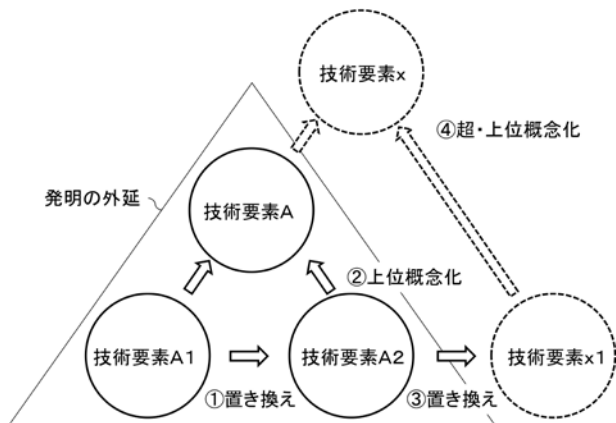 技術要素x
④超・上位概念化
発明の外延
技術要素A
②上位概念化
技術要素A1
技術要素A2
技術要素x1
①置き換え
③置き換え